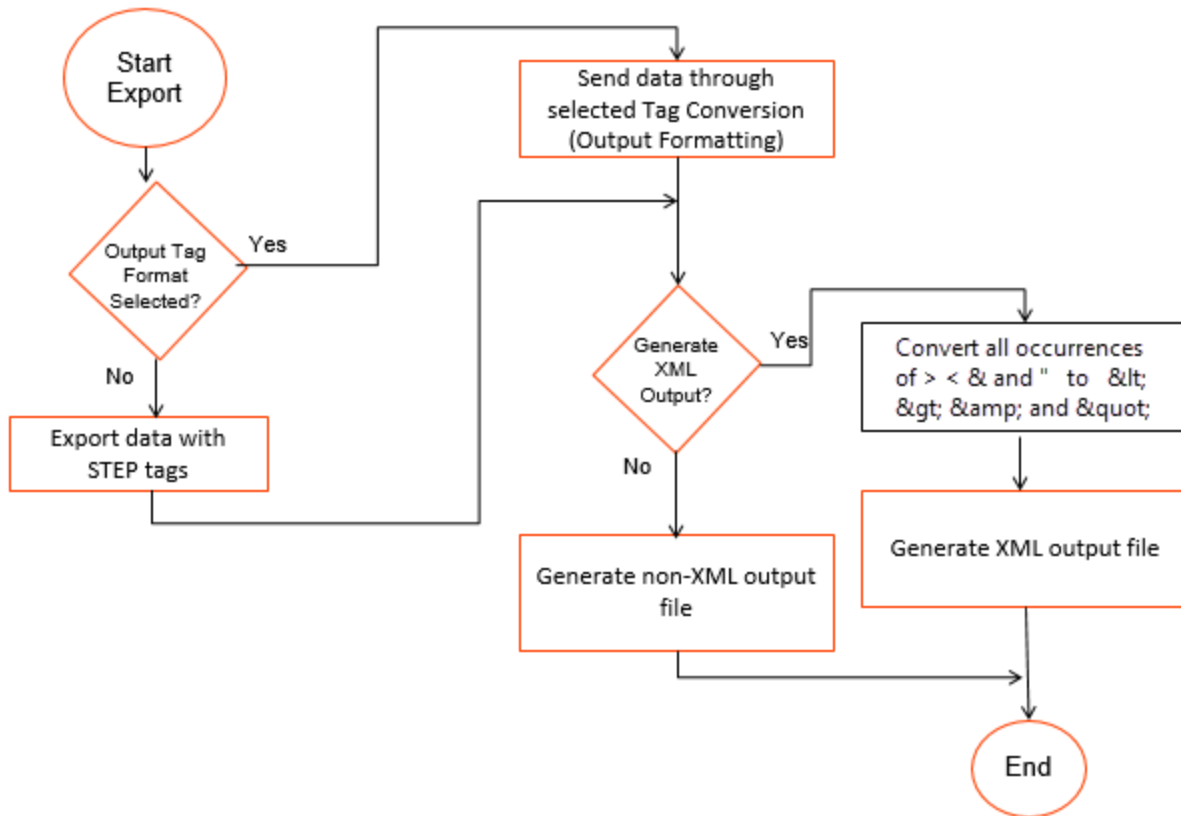 Start
Export
Output Tag
Format
Selected?
Yes
No
Export data with
STEP tags
Send data through
selected Tag Conversion
(Output Formatting)
Generate
XML
Output?
Yes
No
Convert all occurrences
of > < & and " to &lt;
&gt; &amp; and &quot;
Generate XML output file
Generate non-XML output
file
End